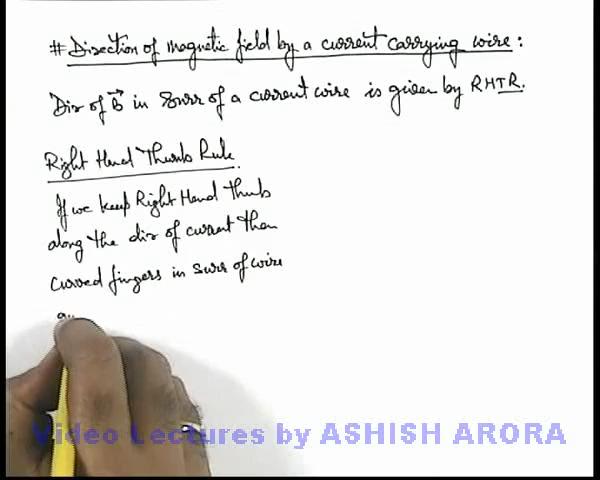 # Direction of magnetic field by a current carrying wire :
Dir of B⃗ in Surr of a current wire is given by RHTR.
Right Hand Thumb Rule.
If we keep Right Hand Thumb
along the dir of current then
curved fingers in surr of wire
Video Lectures by ASHISH ARORA